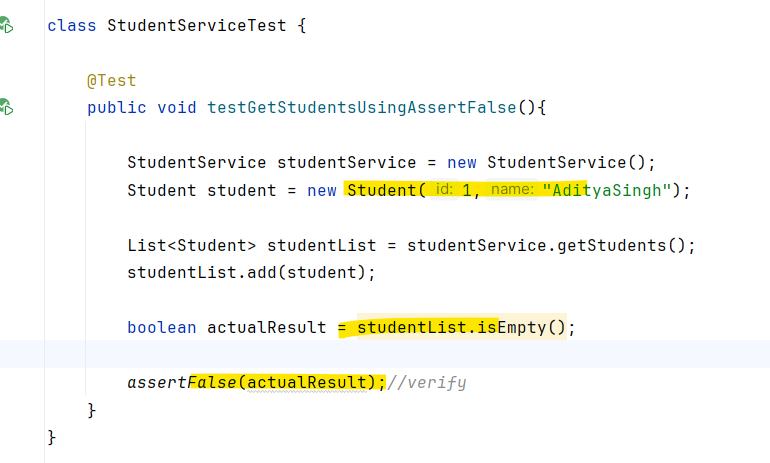 class StudentServiceTest {
@Test
public void testGetStudentsUsingAssertFalse(){
StudentService studentService = new StudentService();
Student student = new Student( id: 1, name: "AdityaSingh");
List<Student> studentList = studentService.getStudents();
studentList.add(student);
boolean actualResult = studentList.isEmpty();
assertFalse(actualResult);//verify
}
}